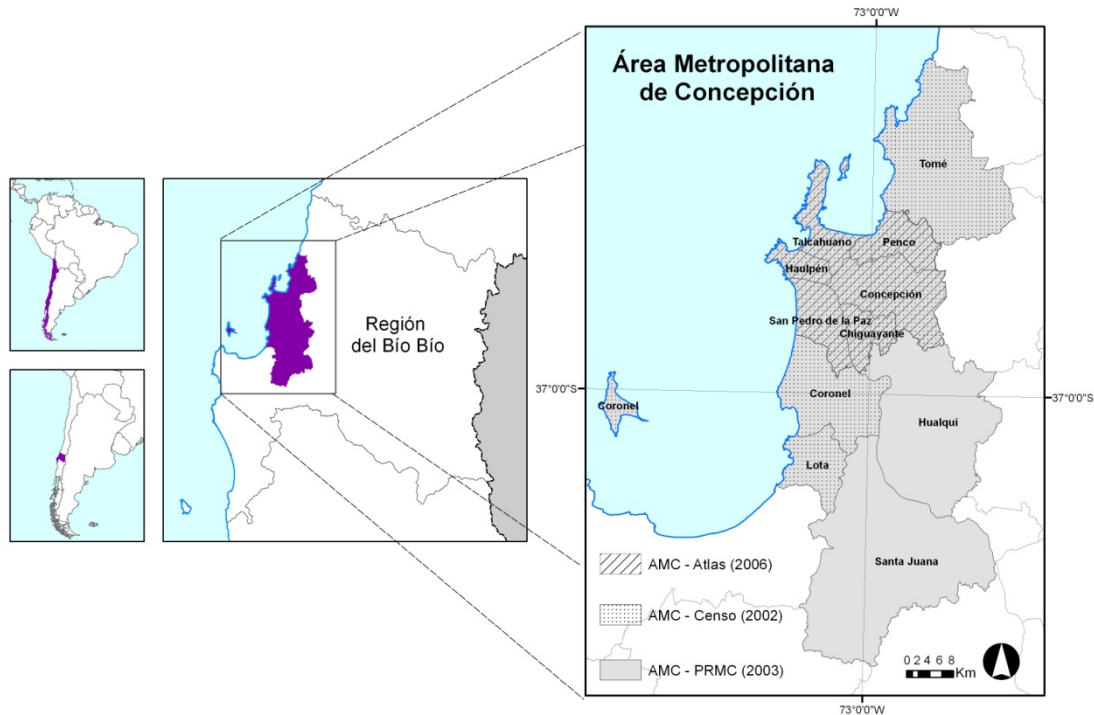 73°0'0"W
Área Metropolitana
de Concepción
Tomé
Talcahuano
Penco
Haulpén
Concepción
San Pedro de la Paz
Chiguayante
Región
del Bío Bío
37°0'0"S
37°0'0"S
Coronel
Coronel
Hualqui
Lota
Santa Juana
AMC - Atlas (2006)
AMC - Censo (2002)
AMC - PRMC (2003)
0 2 4 6 8
Km
73°0'0"W